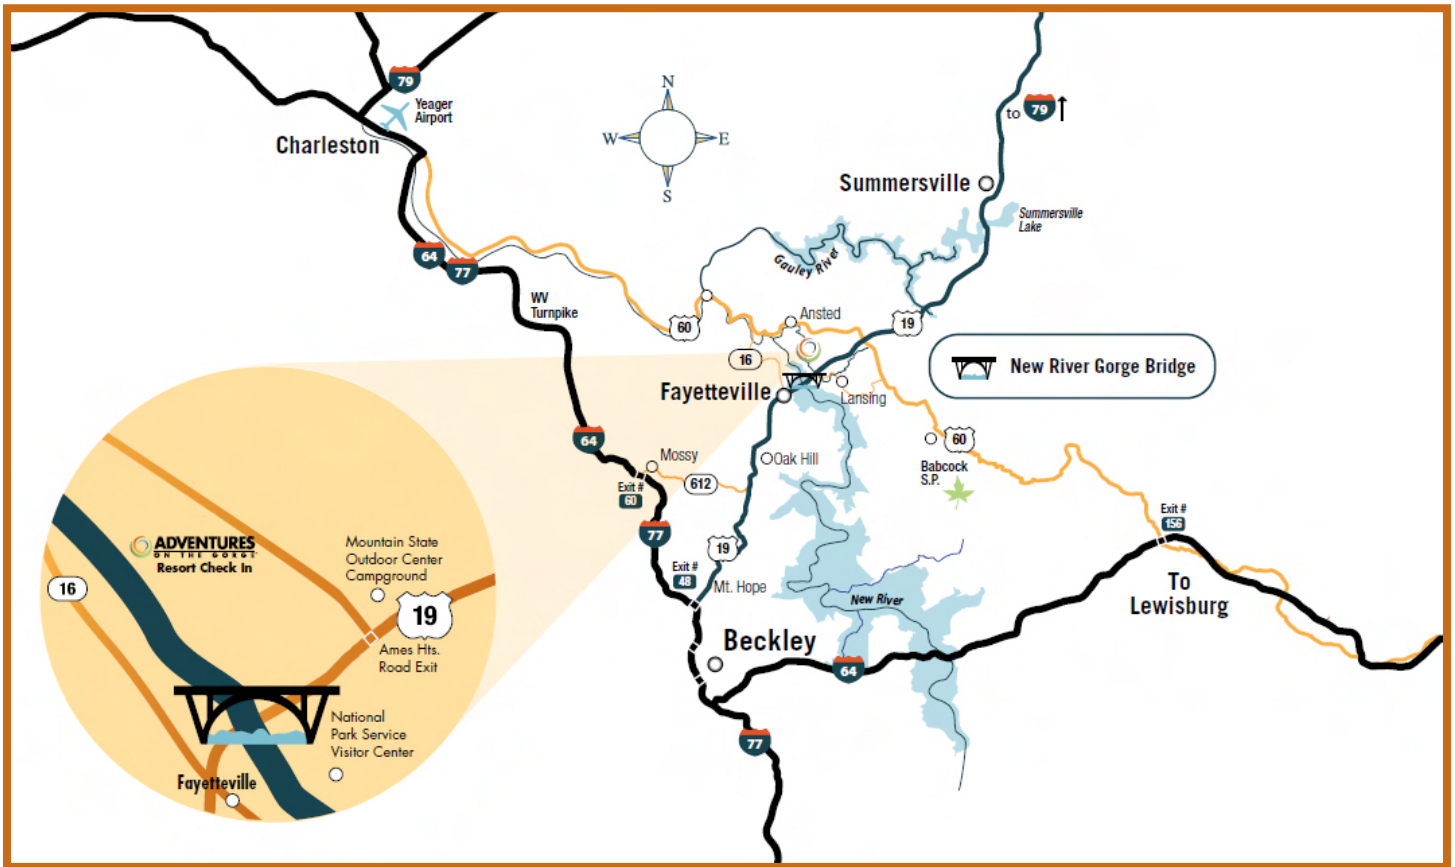 79
Yeager
Airport
Charleston
N
W
E
S
to 79
Summersville
Summersville
Lake
64
77
Gauley River
WV
Turnpike
60
Ansted
19
16
New River Gorge Bridge
Fayetteville
Lansing
64
Mossy
Oak Hill
60
Babcock
S.P.
Exit #
60
612
Exit #
156
77
19
Exit #
48
Mt. Hope
New River
To
Lewisburg
Beckley
64
77
ADVENTURES
ON THE GORGE
Resort Check In
Mountain State
Outdoor Center
Campground
16
19
Ames Hts.
Road Exit
National
Park Service
Visitor Center
Fayetteville